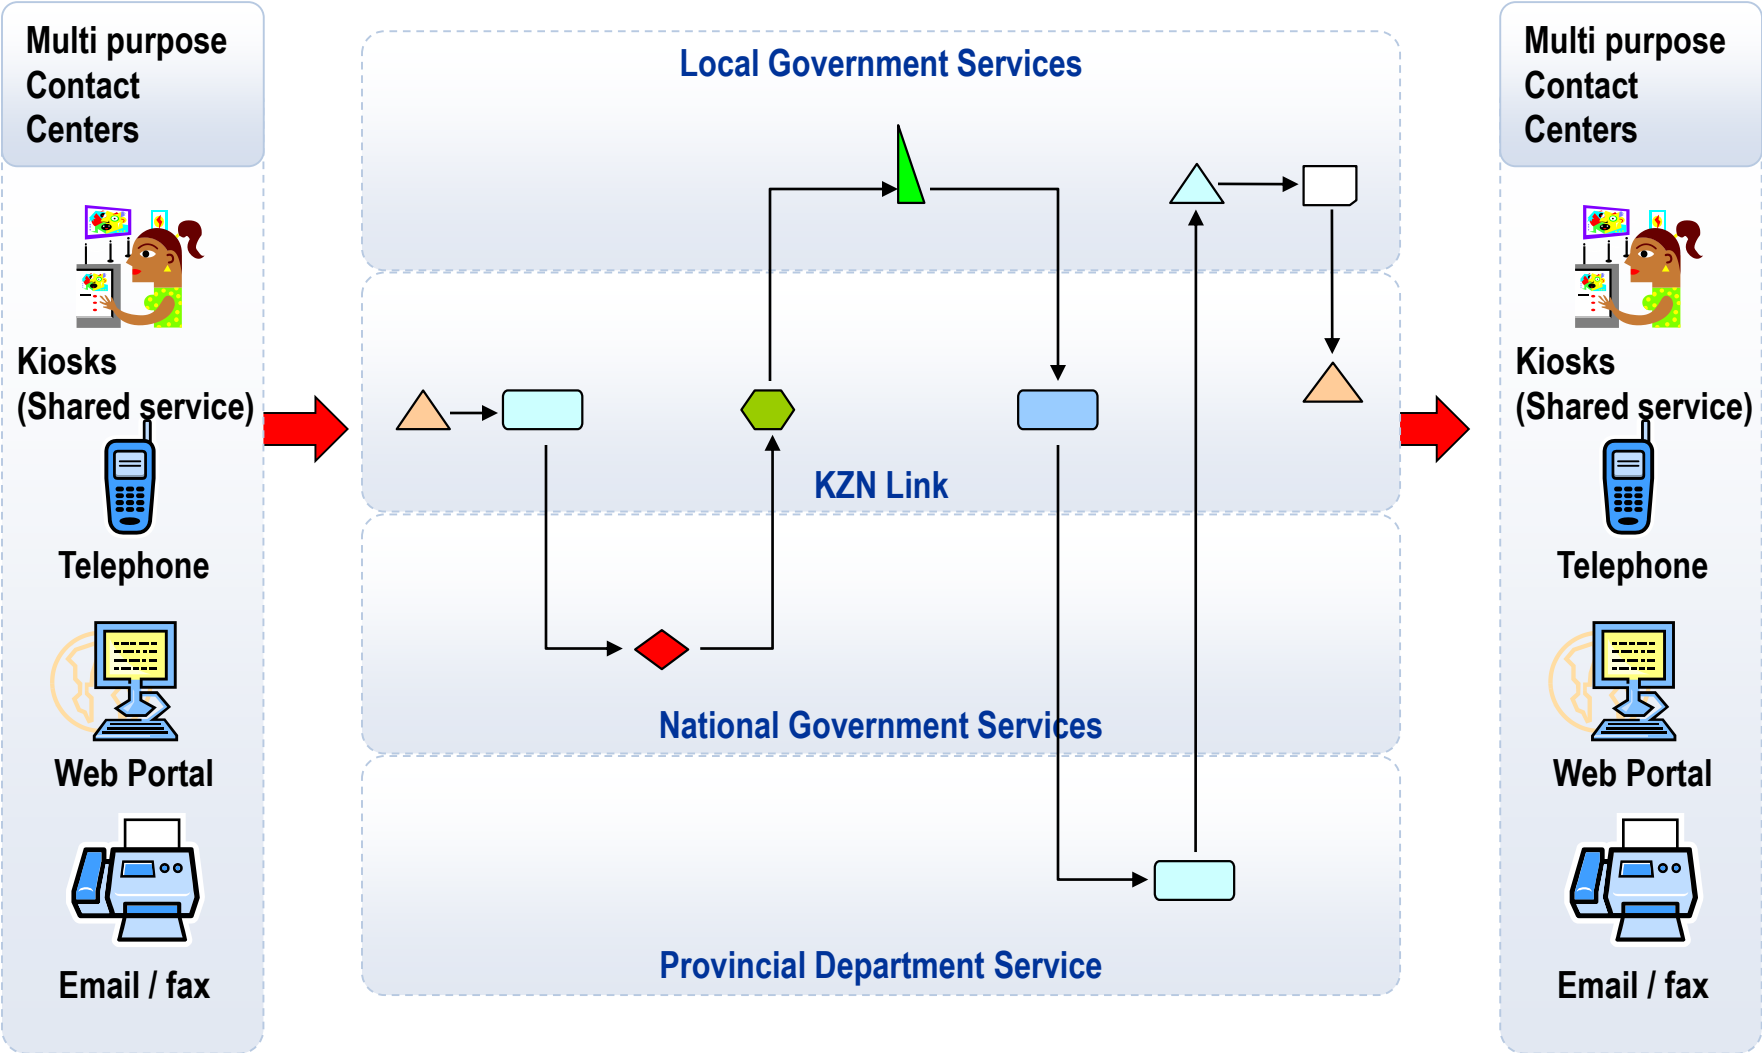 Multi purpose
Contact
Centers
Kiosks
(Shared service)
Telephone
Web Portal
Email / fax
Local Government Services
KZN Link
National Government Services
Provincial Department Service
Multi purpose
Contact
Centers
Kiosks
(Shared service)
Telephone
Web Portal
Email / fax